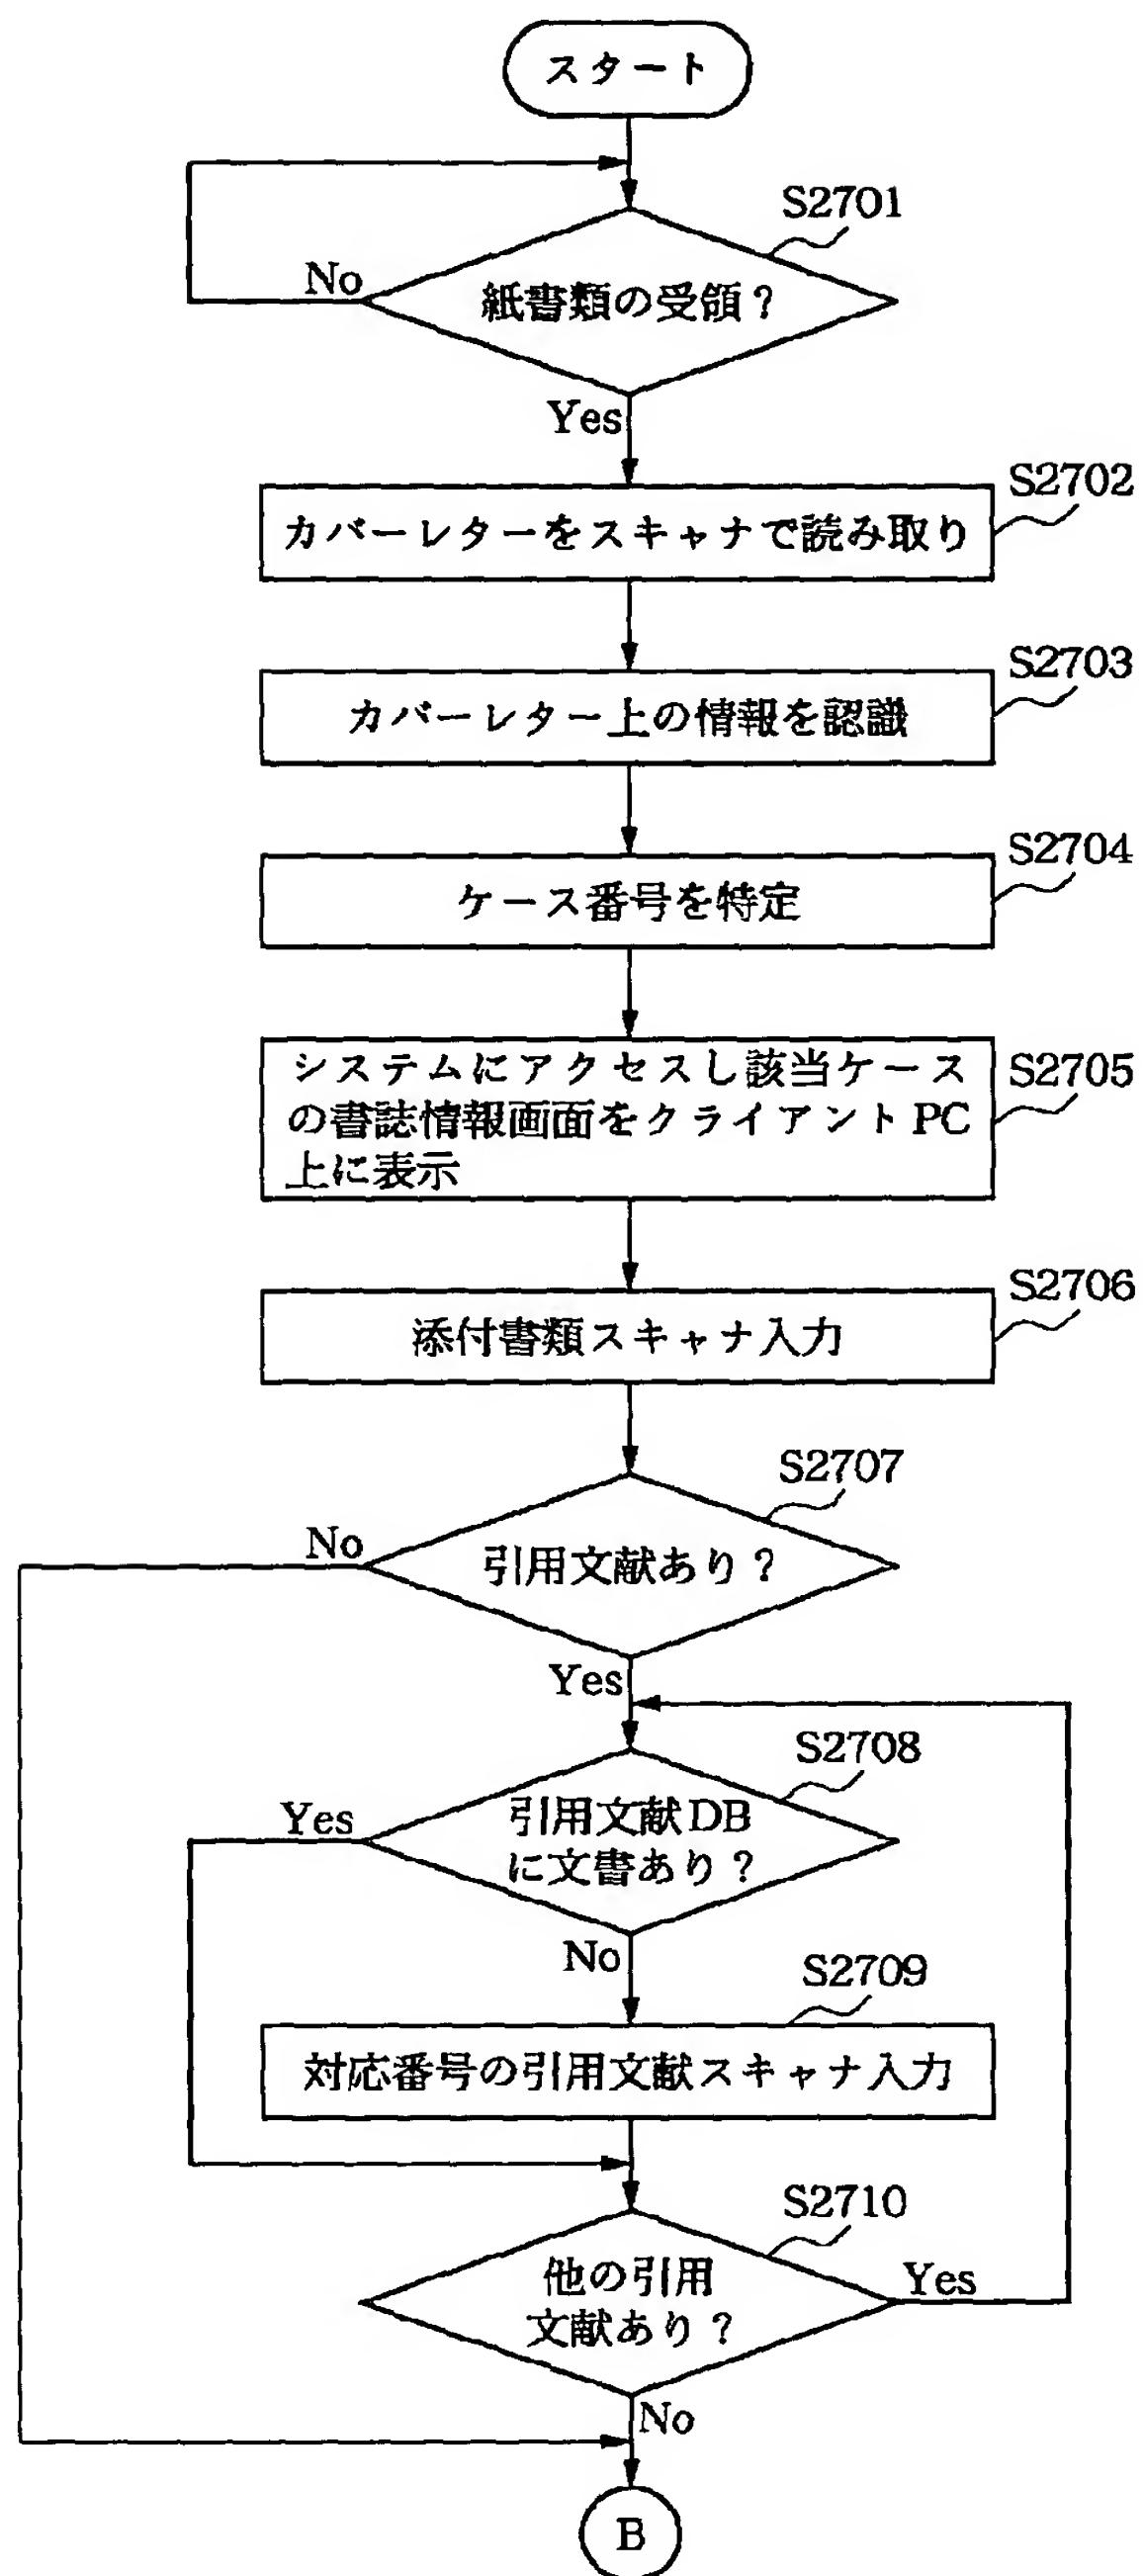 スタート
S2701
No
紙書類の受領？
Yes
S2702
カバーレターをスキャナで読み取り
S2703
カバーレター上の情報を認識
S2704
ケース番号を特定
S2705
システムにアクセスし該当ケース
の書誌情報画面をクライアントPC
上に表示
S2706
添付書類スキャナ入力
S2707
No
引用文献あり？
Yes
S2708
Yes
引用文献DB
に文書あり？
No
S2709
対応番号の引用文献スキャナ入力
S2710
他の引用
文献あり？
Yes
No
B